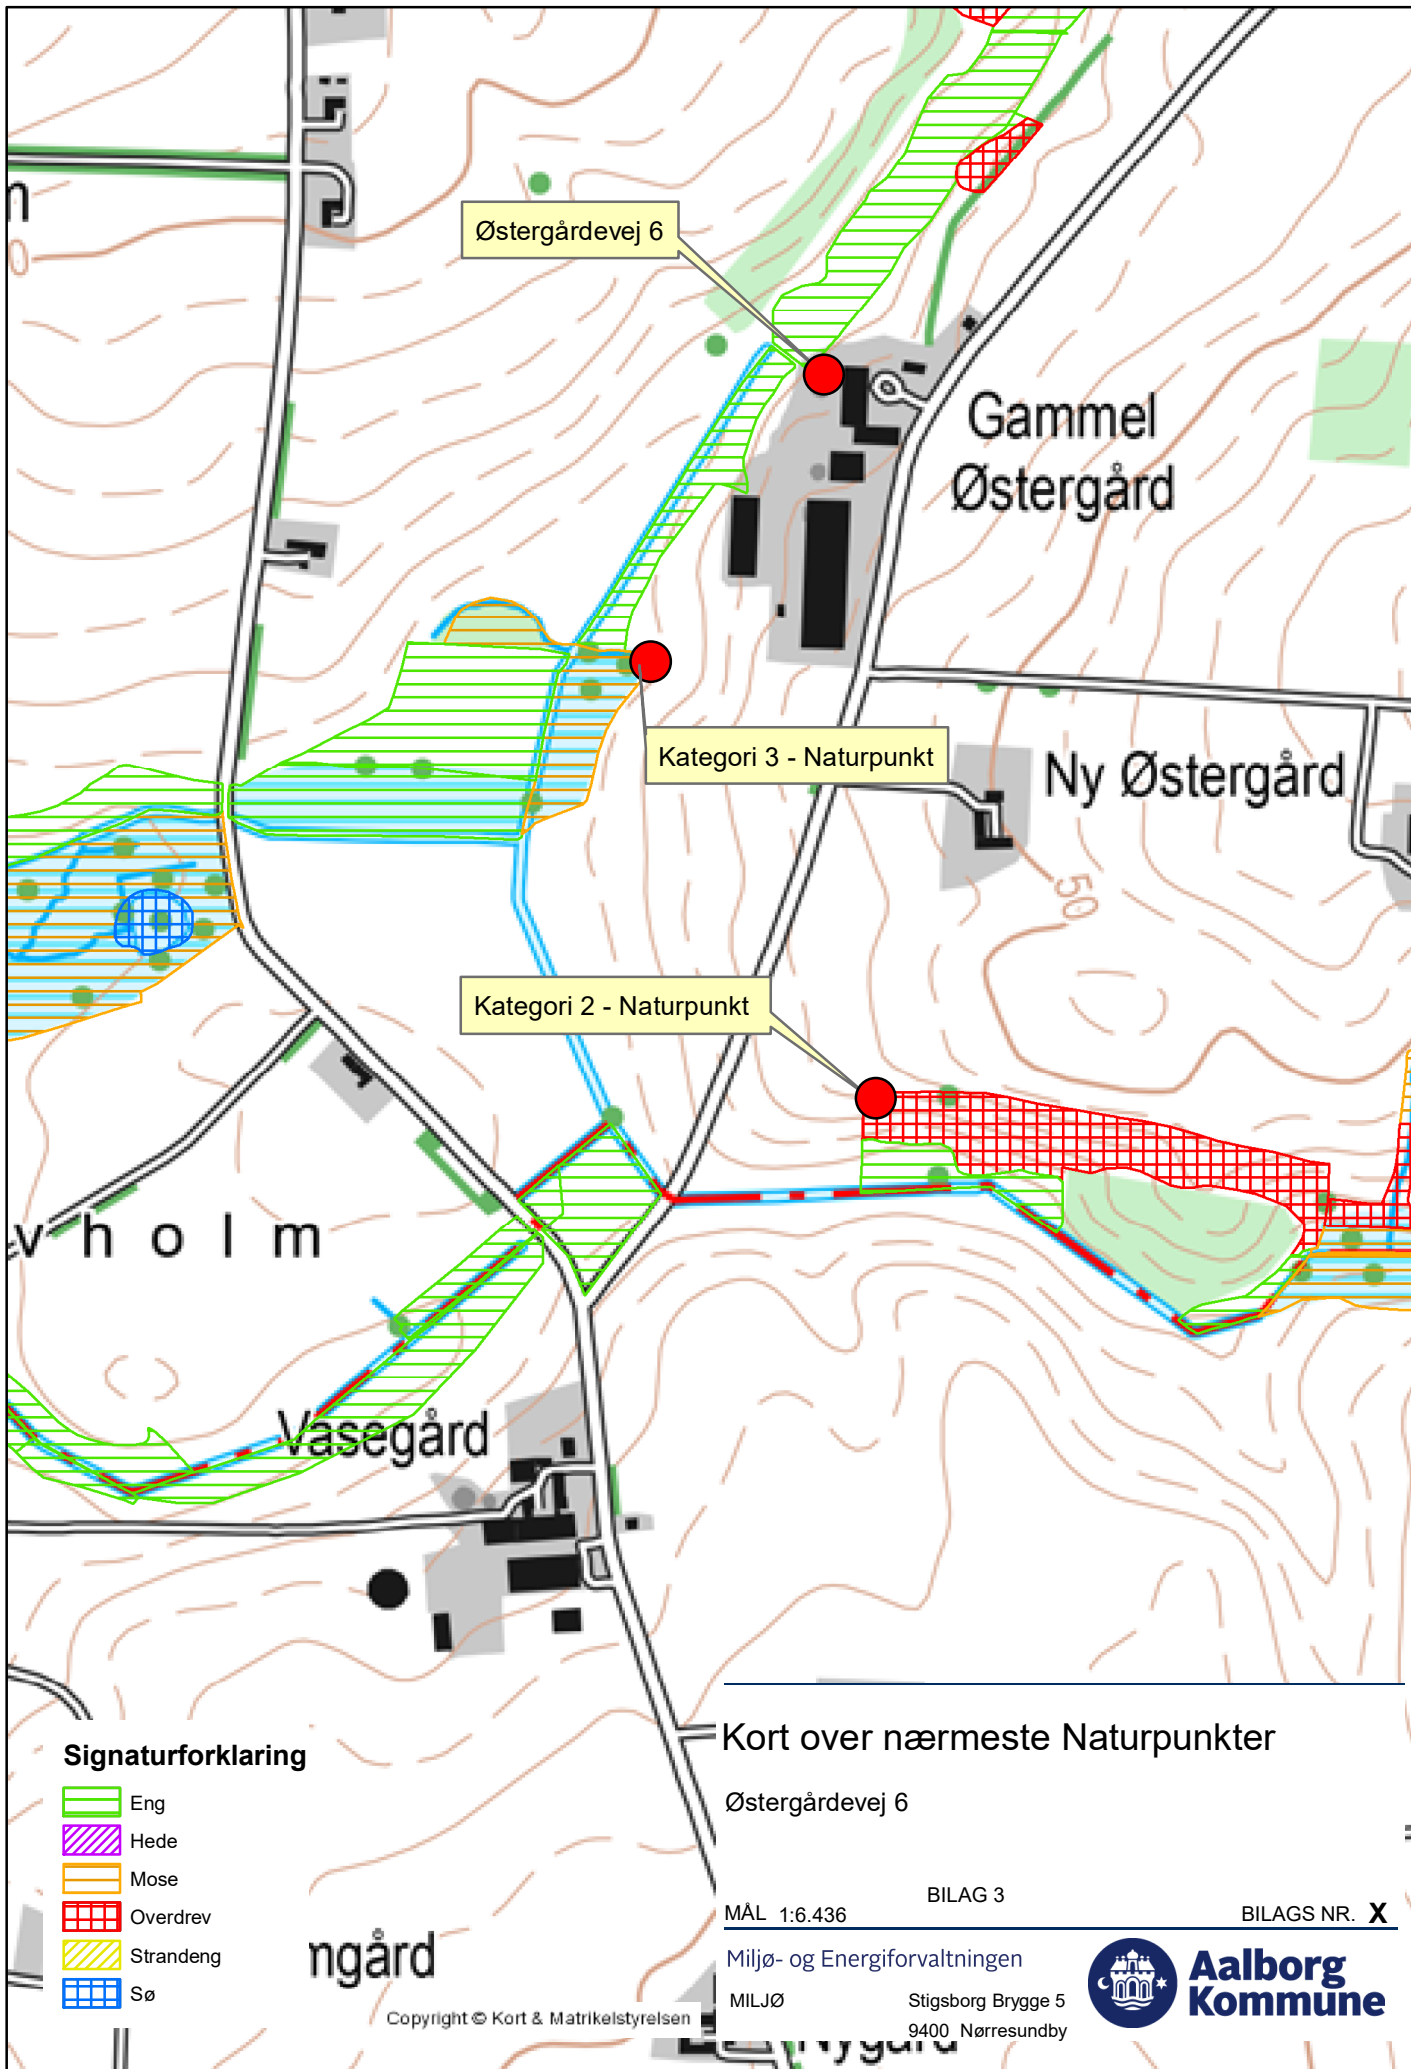 Østergårdevej 6
Gammel
Østergård
Kategori 3 - Naturpunkt
Ny Østergård
50
Kategori 2 - Naturpunkt
vholm
Vasegård
Kort over nærmeste Naturpunkter
Østergårdevej 6
BILAG 3
MÅL 1:6.436
BILAGS NR. X
Miljø- og Energiforvaltningen
MILJØ
Stigsborg Brygge 5
9400 Nørresundby
Aalborg
Kommune
Signaturforklaring
Eng
Hede
Mose
Overdrev
Strandeng
Sø
mgård
Copyright © Kort & Matrikelstyrelsen